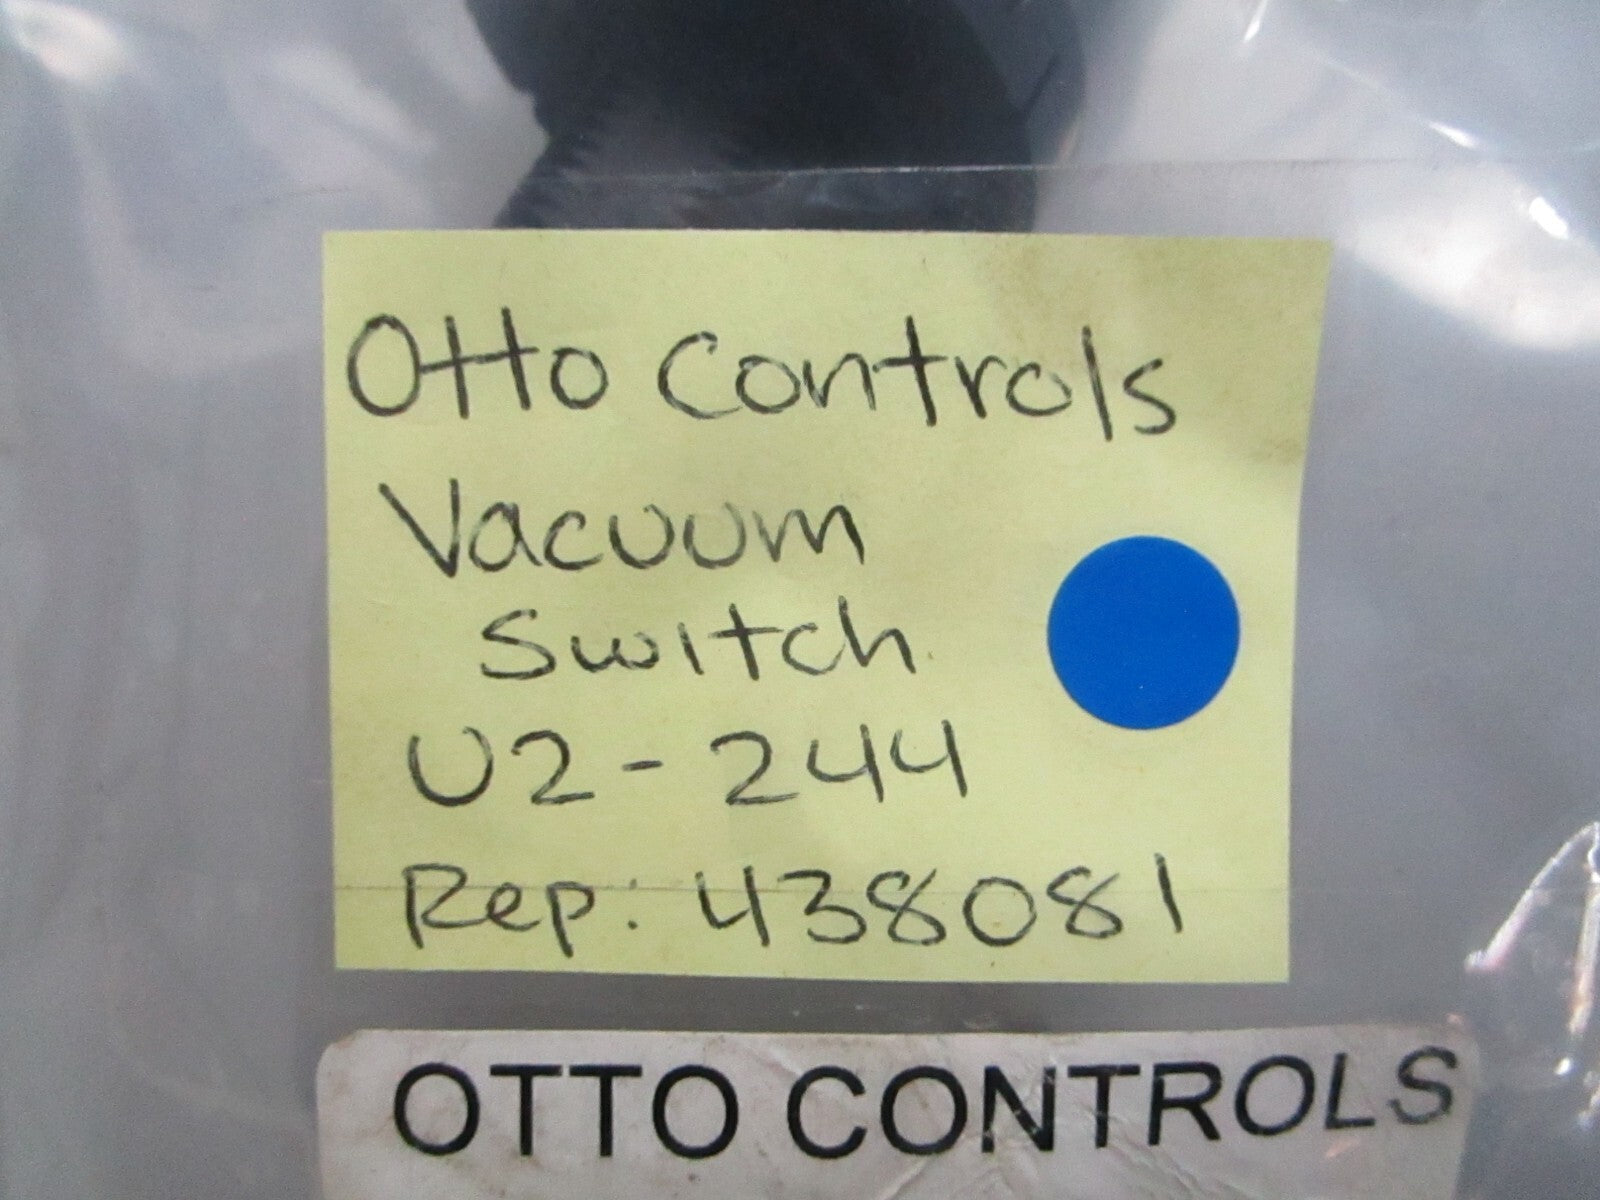 Otto Controls
Vacuum
Switch
U2-244
Rep: 438081
OTTO CONTROLS